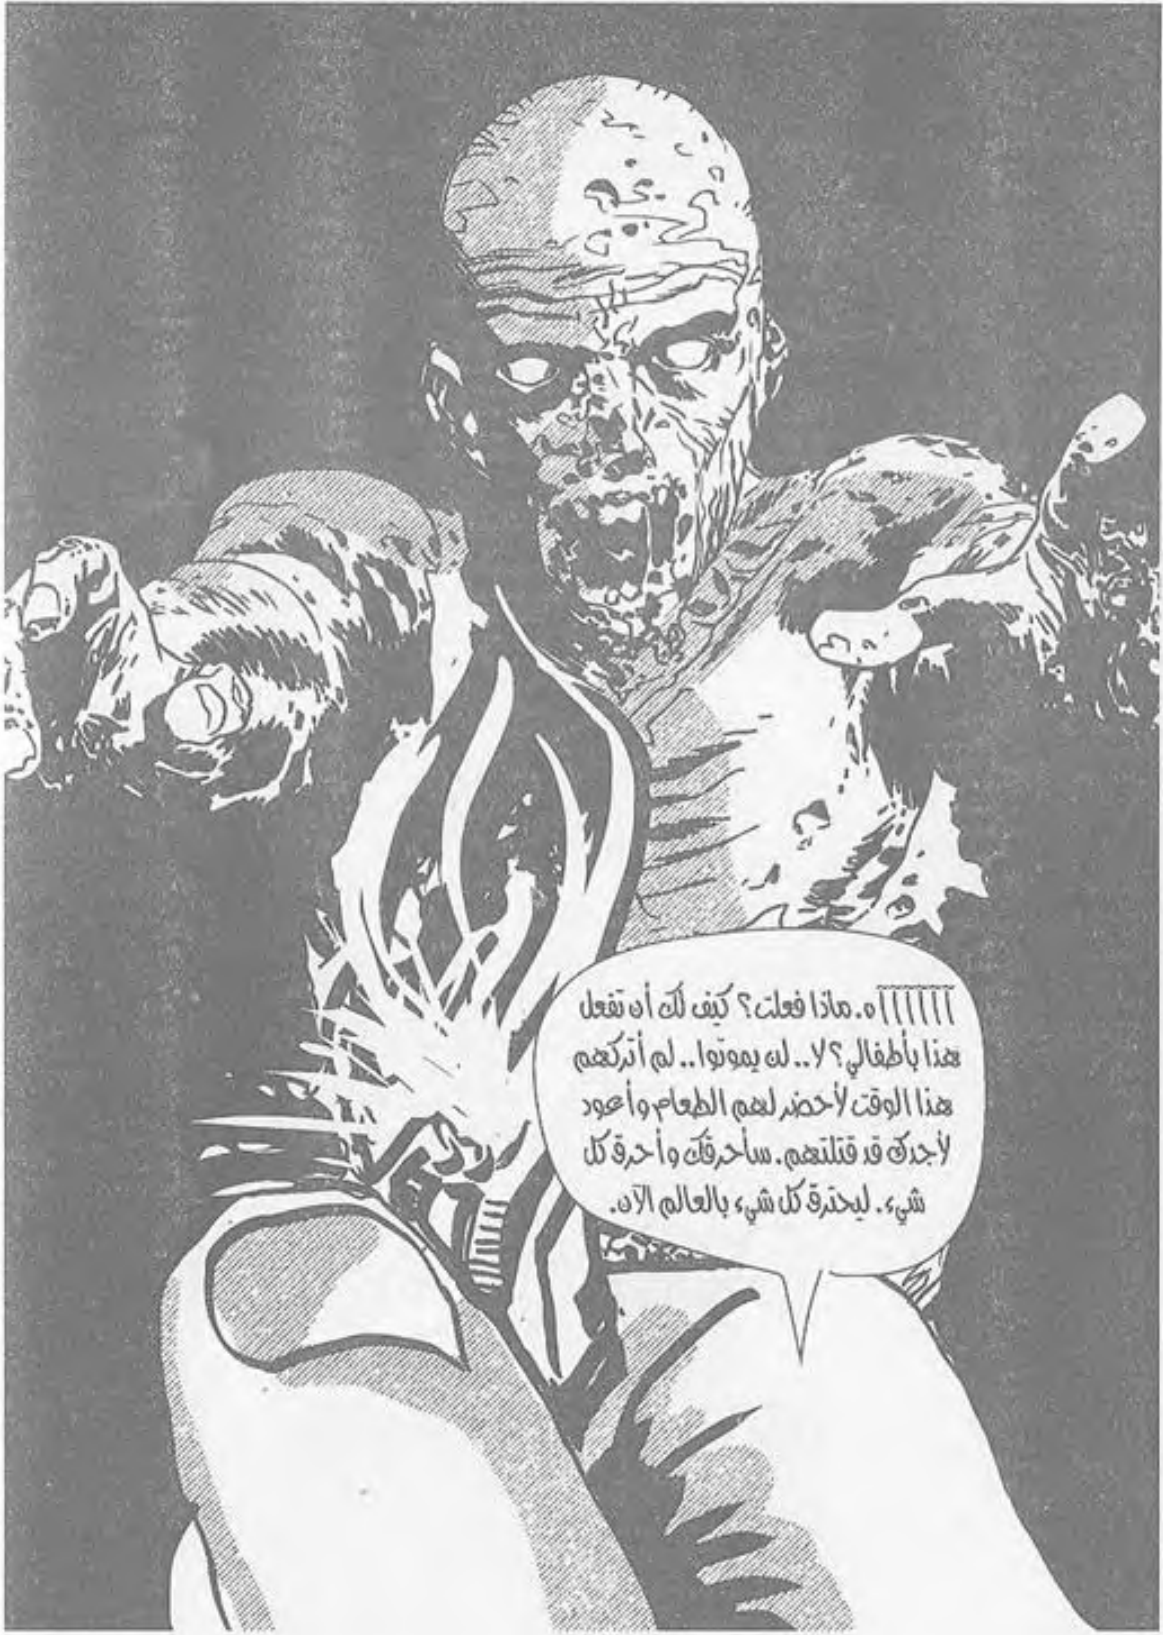 آآآآآآه. ماذا فعلت؟ كيف لك أن تفعل
هذا بأطفالي؟ لا.. لن يموتوا.. لم أتركهم
هذا الوقت لأحضر لهم الطعام وأعود
لأجدك قد قتلتهم. سأحرقك وأحرق كل
شيء. ليحترق كل شيء بالعالم الآن.